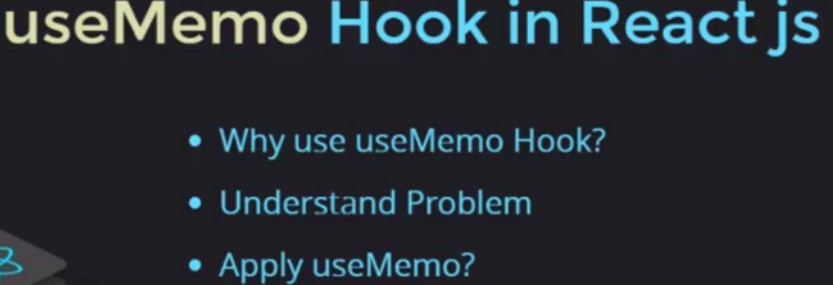 useMemo Hook in React js
• Why use useMemo Hook?
• Understand Problem
• Apply useMemo?